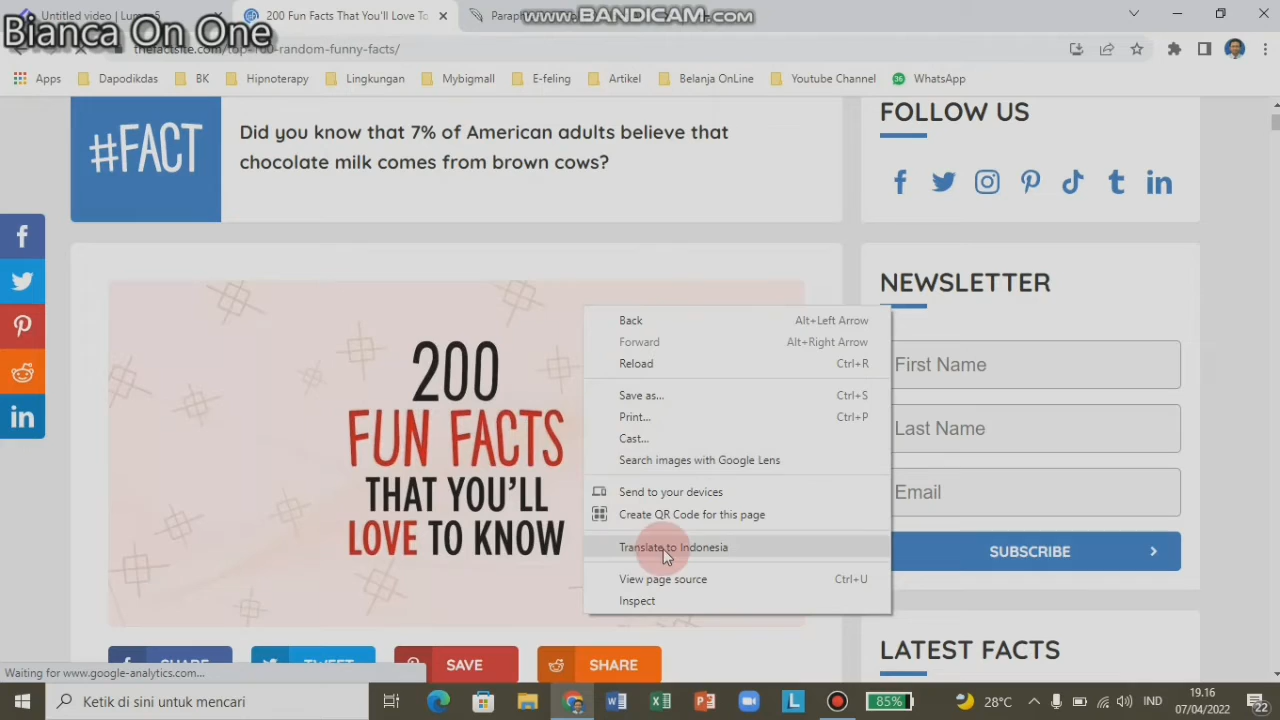 Untitled video | Lumen5
200 Fun Facts That You'll Love To
Paraph
www.BANDICAM.com
Bianca On One
thefactsite.com/top-100-random-funny-facts/
Apps Dapodikdas BK Hipnoterapy Lingkungan Mybigmall E-feling Artikel Belanja OnLine Youtube Channel WhatsApp
#FACT
Did you know that 7% of American adults believe that
chocolate milk comes from brown cows?
FOLLOW US
NEWSLETTER
First Name
Last Name
Email
SUBSCRIBE
LATEST FACTS
200
FUN FACTS
THAT YOU'LL
LOVE TO KNOW
Back Alt+Left Arrow
Forward Alt+Right Arrow
Reload Ctrl+R
Save as... Ctrl+S
Print... Ctrl+P
Cast...
Search images with Google Lens
Send to your devices
Create QR Code for this page
Translate to Indonesia
View page source Ctrl+U
Inspect
SHARE TWEET SAVE SHARE
Waiting for www.google-analytics.com...
Ketik di sini untuk mencari
85%
28°C
IND
19.16
07/04/2022
22